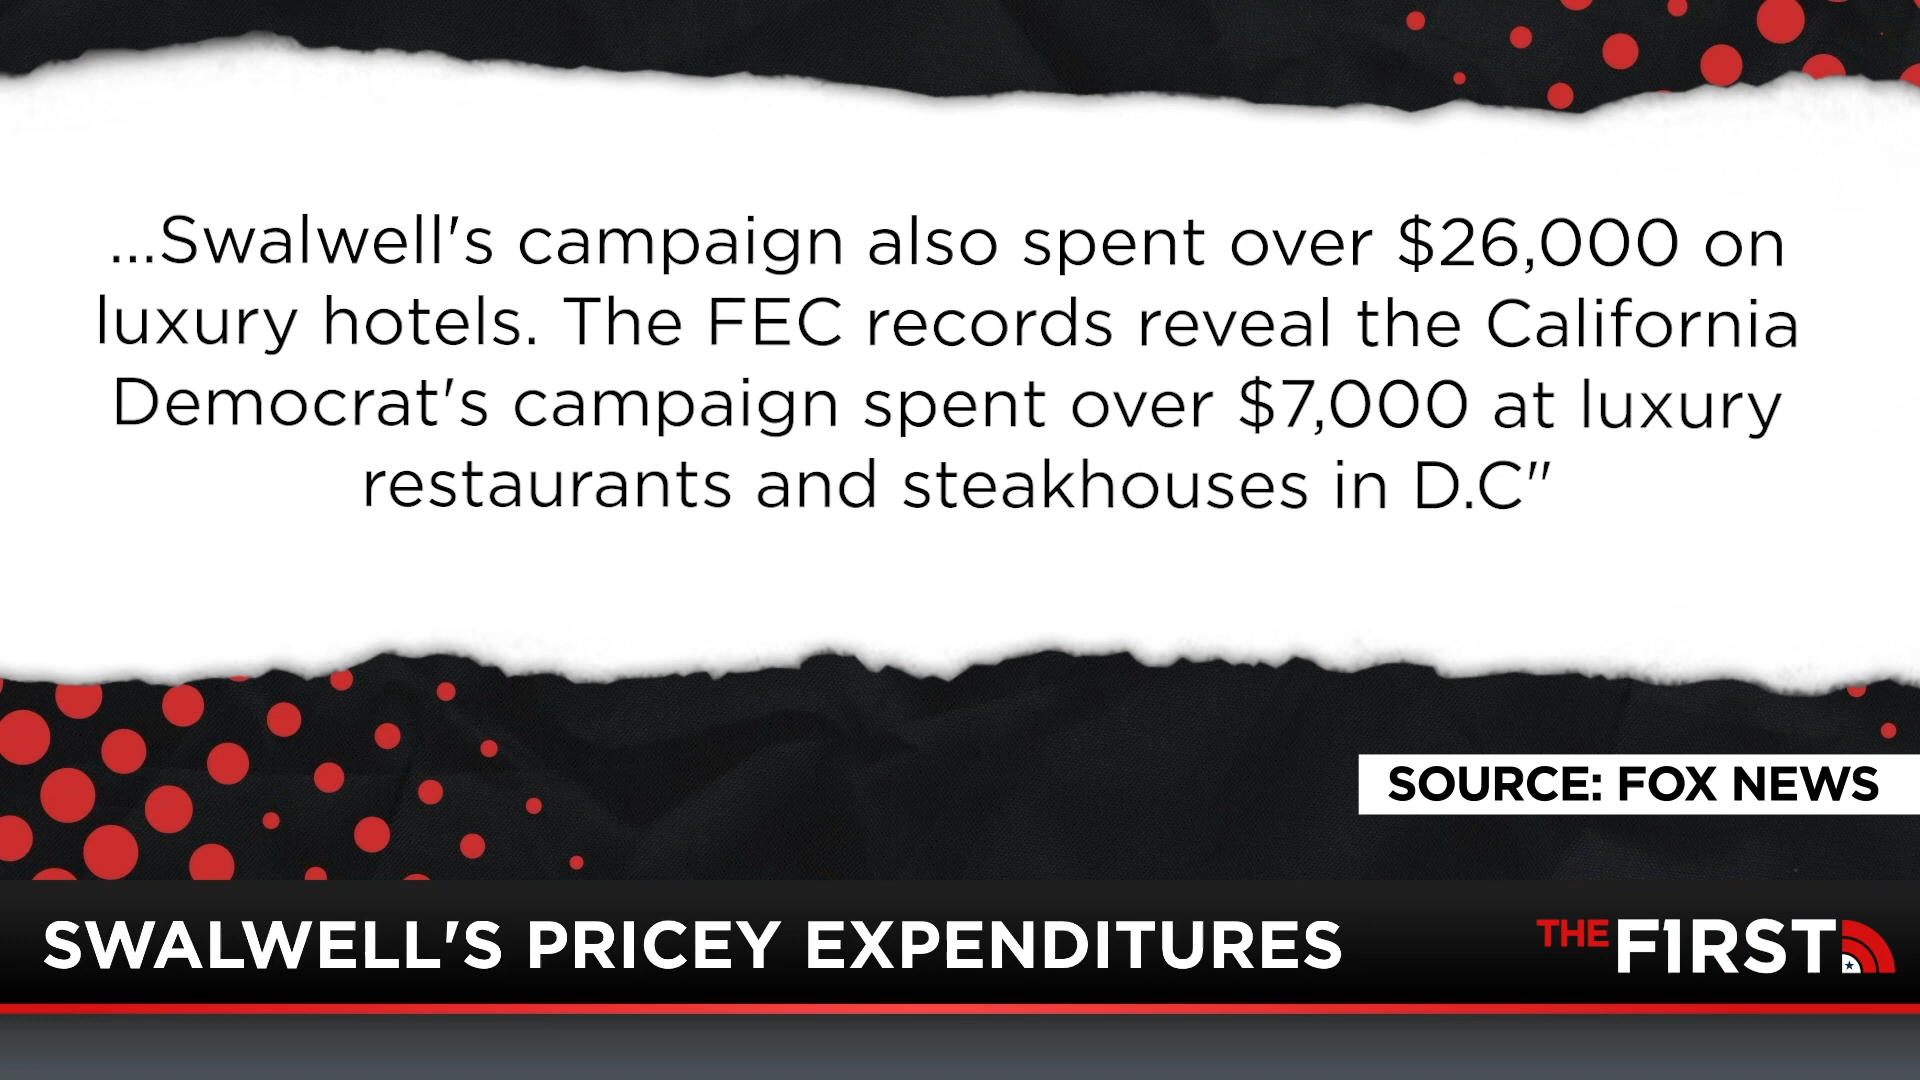 ...Swalwell's campaign also spent over $26,000 on
luxury hotels. The FEC records reveal the California
Democrat's campaign spent over $7,000 at luxury
restaurants and steakhouses in D.C"
SOURCE: FOX NEWS
SWALWELL'S PRICEY EXPENDITURES
THE F1RST